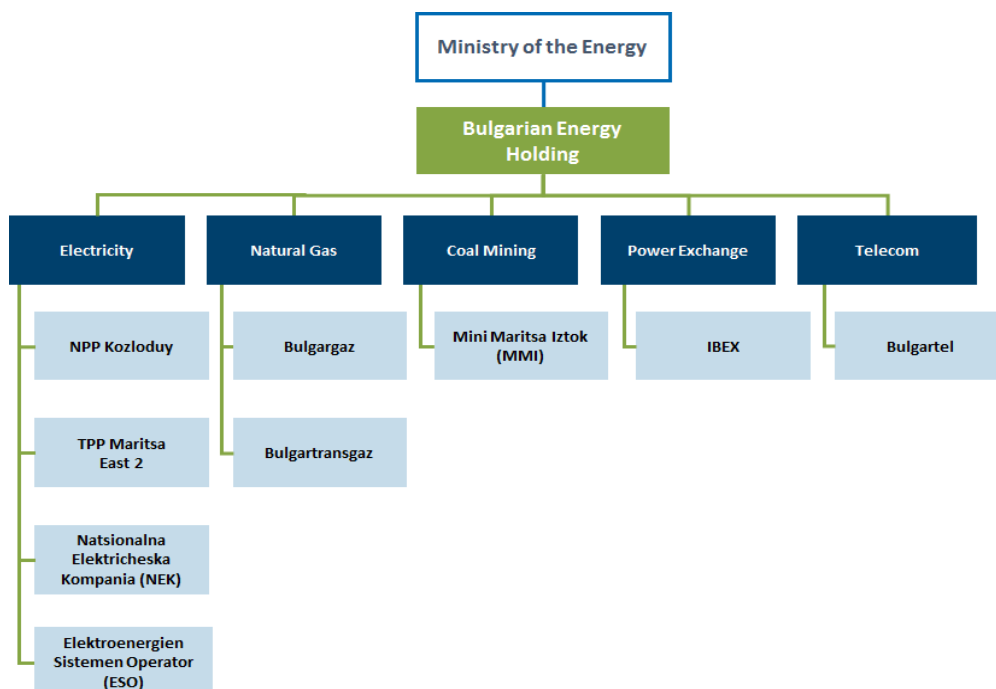 Ministry of the Energy
Bulgarian Energy
Holding
Electricity
Natural Gas
Coal Mining
Power Exchange
Telecom
NPP Kozloduy
Bulgargaz
Mini Maritsa Iztok
(MMI)
IBEX
Bulgartel
TPP Maritsa
East 2
Bulgartransgaz
Natsionalna
Elektricheska
Kompania (NEK)
Elektroenergien
Sistemen Operator
(ESO)